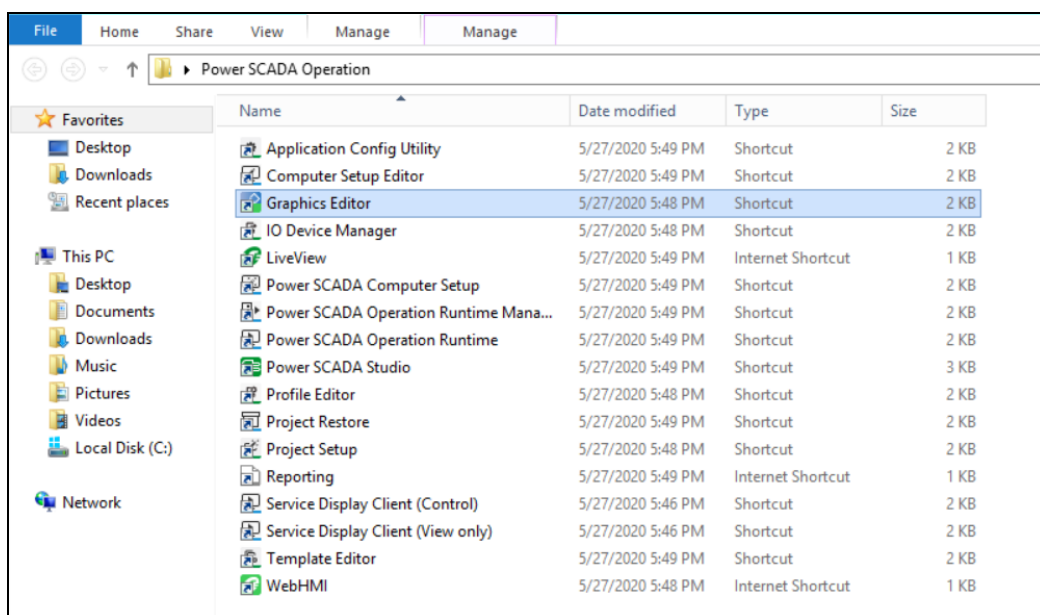 File Home Share View Manage Manage
Power SCADA Operation
Name Date modified Type Size
Favorites
Desktop
Downloads
Recent places
This PC
Desktop
Documents
Downloads
Music
Pictures
Videos
Local Disk (C:)
Network
Application Config Utility 5/27/2020 5:49 PM Shortcut 2 KB
Computer Setup Editor 5/27/2020 5:49 PM Shortcut 2 KB
Graphics Editor 5/27/2020 5:48 PM Shortcut 2 KB
IO Device Manager 5/27/2020 5:48 PM Shortcut 2 KB
LiveView 5/27/2020 5:49 PM Internet Shortcut 1 KB
Power SCADA Computer Setup 5/27/2020 5:49 PM Shortcut 2 KB
Power SCADA Operation Runtime Mana... 5/27/2020 5:49 PM Shortcut 2 KB
Power SCADA Operation Runtime 5/27/2020 5:49 PM Shortcut 2 KB
Power SCADA Studio 5/27/2020 5:49 PM Shortcut 3 KB
Profile Editor 5/27/2020 5:48 PM Shortcut 2 KB
Project Restore 5/27/2020 5:49 PM Shortcut 2 KB
Project Setup 5/27/2020 5:48 PM Shortcut 2 KB
Reporting 5/27/2020 5:49 PM Internet Shortcut 1 KB
Service Display Client (Control) 5/27/2020 5:46 PM Shortcut 2 KB
Service Display Client (View only) 5/27/2020 5:46 PM Shortcut 2 KB
Template Editor 5/27/2020 5:49 PM Shortcut 2 KB
WebHMI 5/27/2020 5:48 PM Internet Shortcut 1 KB